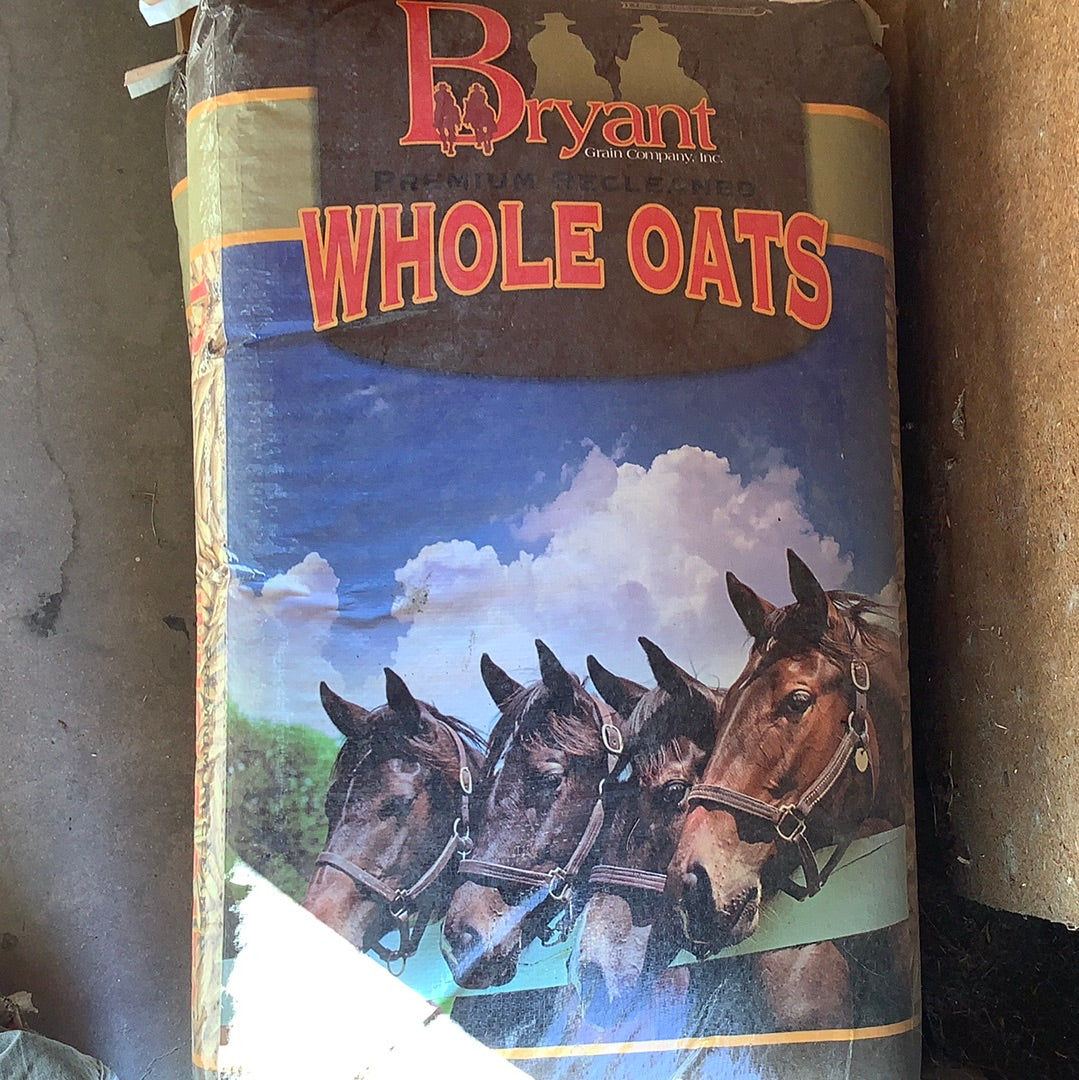 Bryant
Grain Company, Inc.
PREMIUM RECLEANED
WHOLE OATS